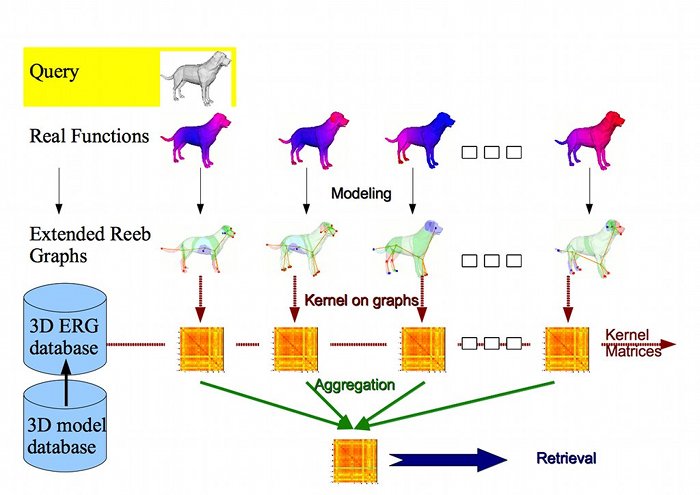 Query
Real Functions
Modeling
Extended Reeb
Graphs
Kernel on graphs
3D ERG
database
Kernel
Matrices
3D model
database
Aggregation
Retrieval